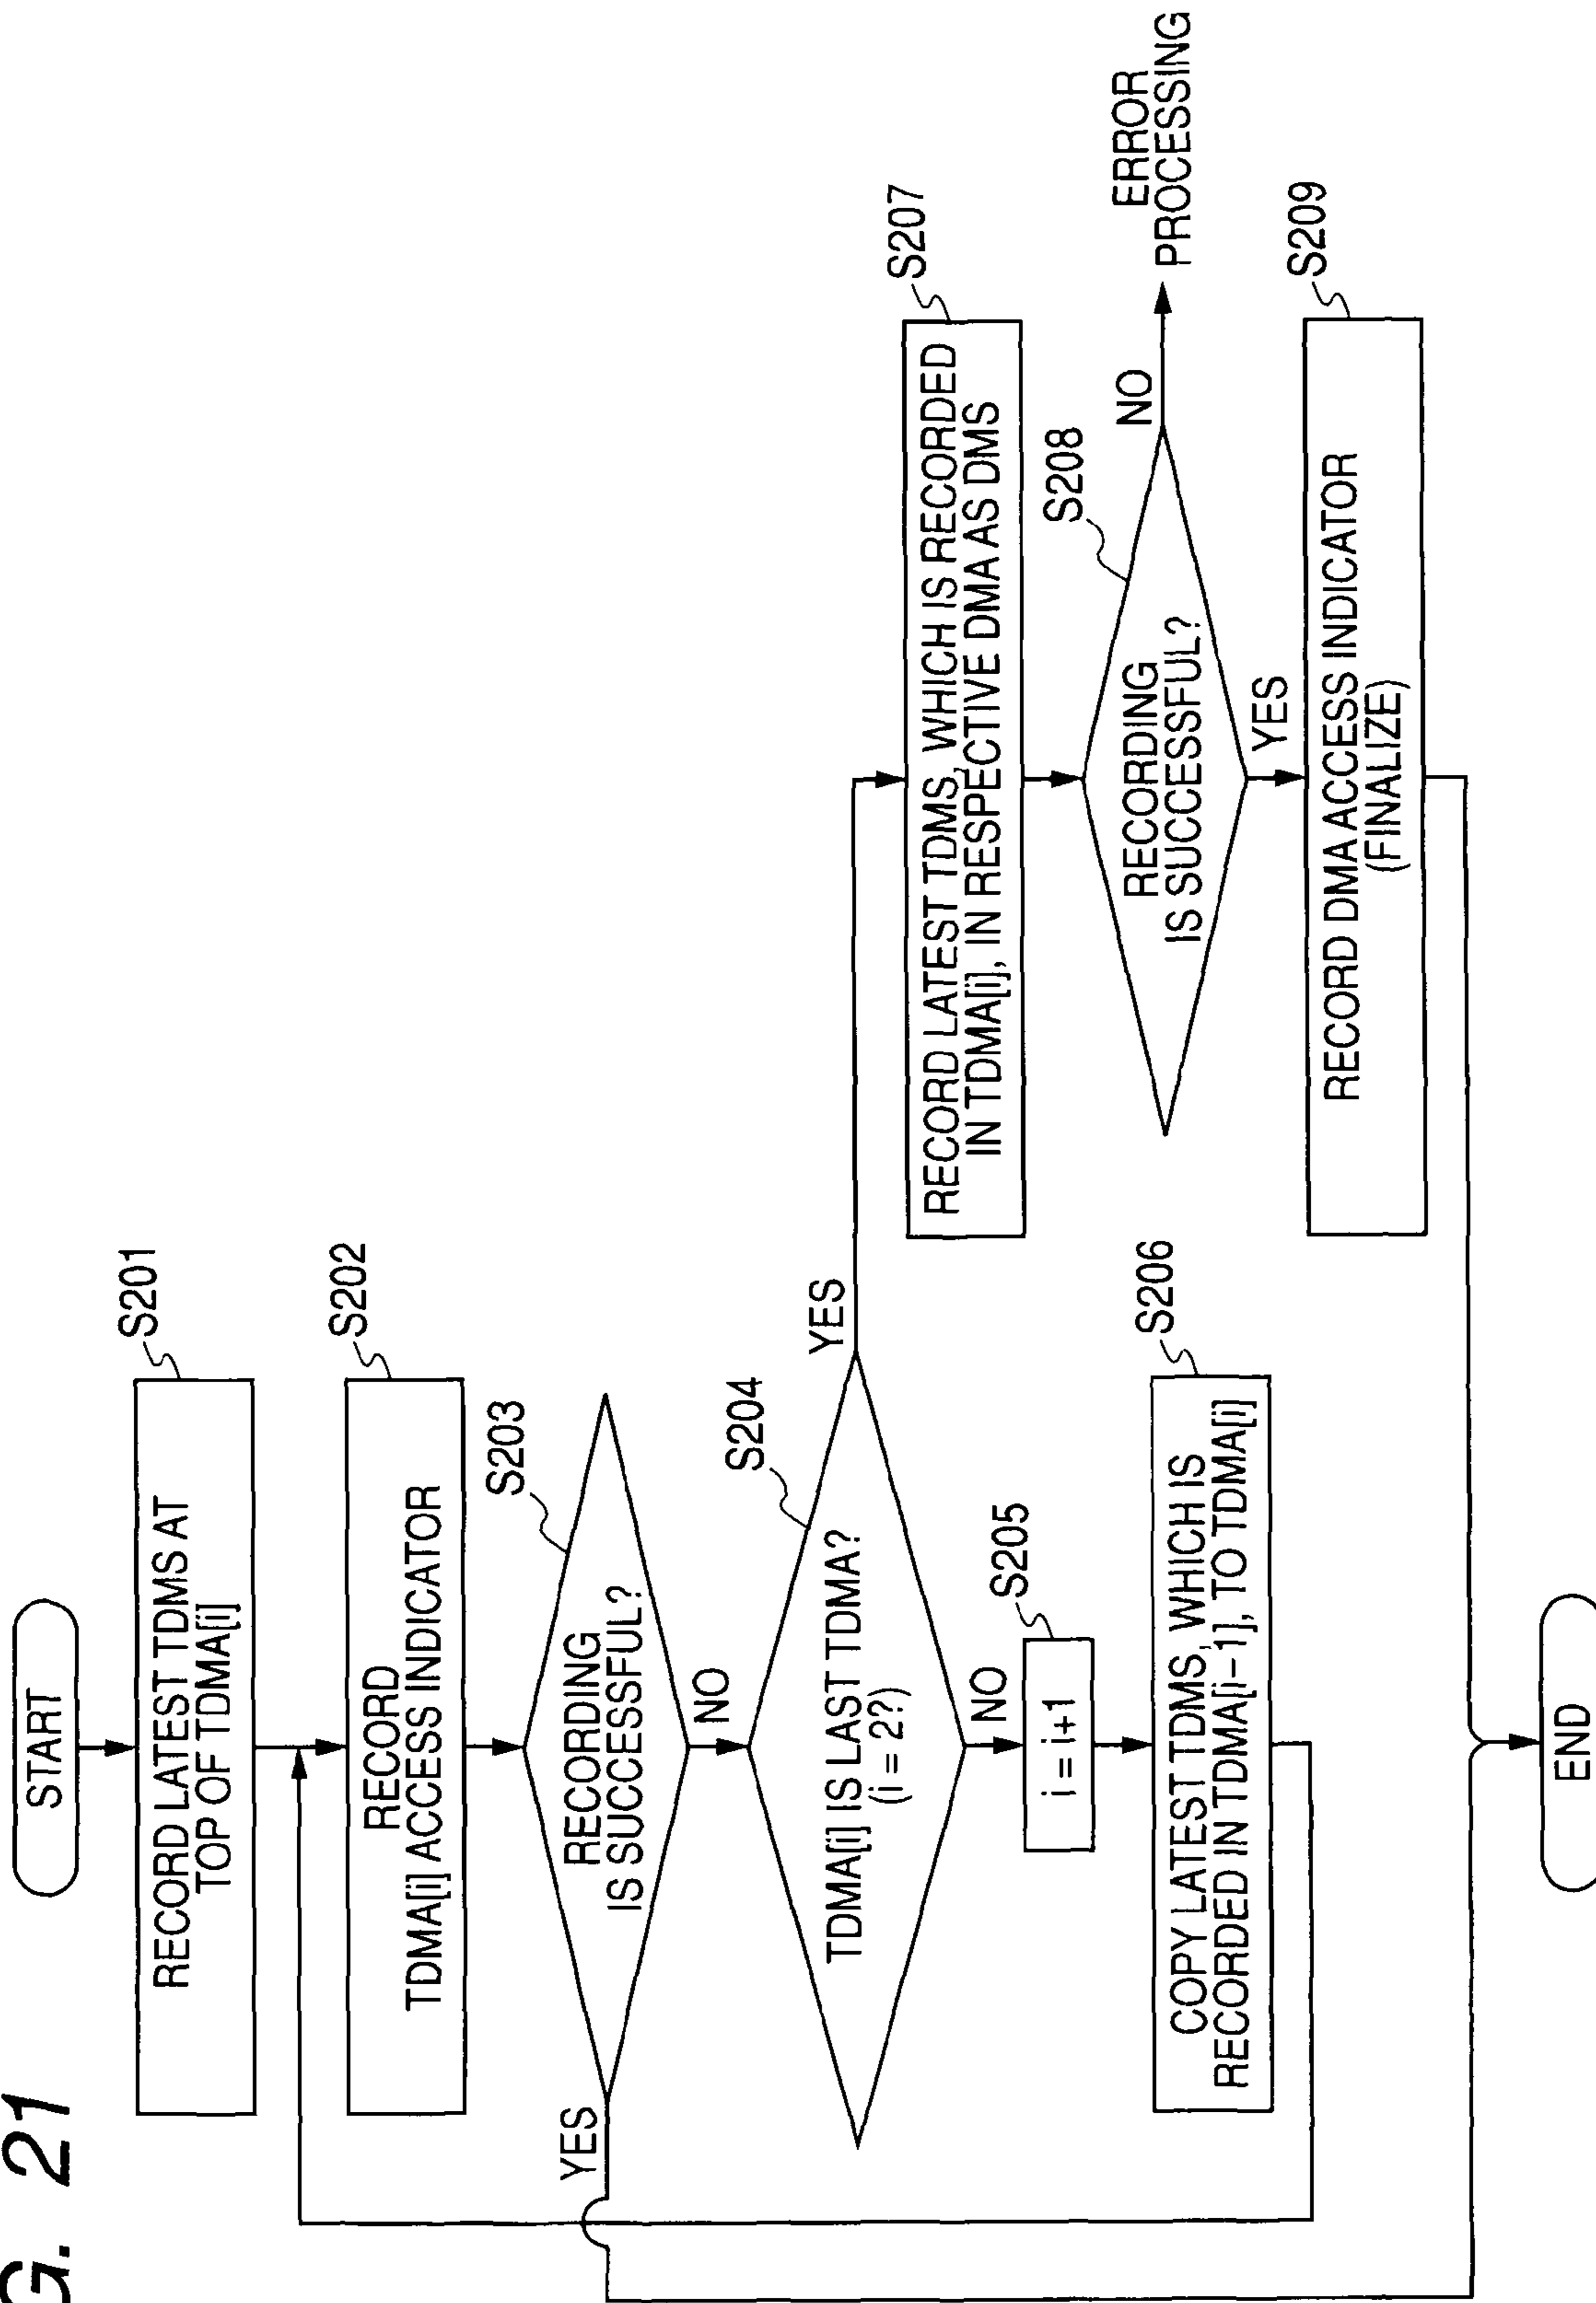 G. 21
START
S201
RECORD LATEST TDMS AT
TOP OF TDMA[i]
S202
RECORD
TDMA[i] ACCESS INDICATOR
S203
RECORDING
IS SUCCESSFUL?
YES
NO
S204
TDMA[i] IS LAST TDMA?
(i = 2?)
YES
NO
S205
i = i+1
S206
COPY LATEST TDMS, WHICH IS
RECORDED IN TDMA[i−1], TO TDMA[i]
S207
RECORD LATEST TDMS, WHICH IS RECORDED
IN TDMA[i], IN RESPECTIVE DMA AS DMS
S208
RECORDING
IS SUCCESSFUL?
NO
ERROR
PROCESSING
YES
S209
RECORD DMA ACCESS INDICATOR
(FINALIZE)
END